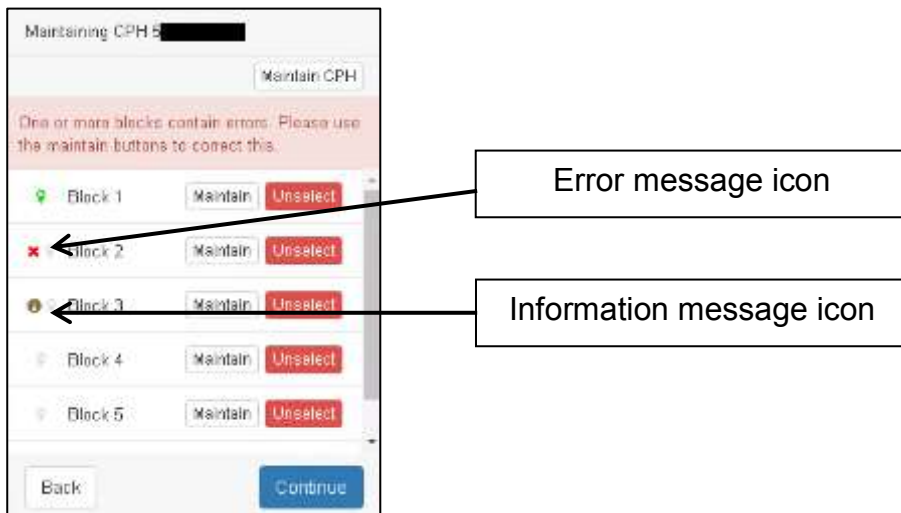 Maintaining CPH 5
Maintain CPH
One or more blocks contain errors. Please use
the maintain buttons to correct this.
Block 1 Maintain Unselect
Block 2 Maintain Unselect
Block 3 Maintain Unselect
Block 4 Maintain Unselect
Block 5 Maintain Unselect
Back Continue
Error message icon
Information message icon